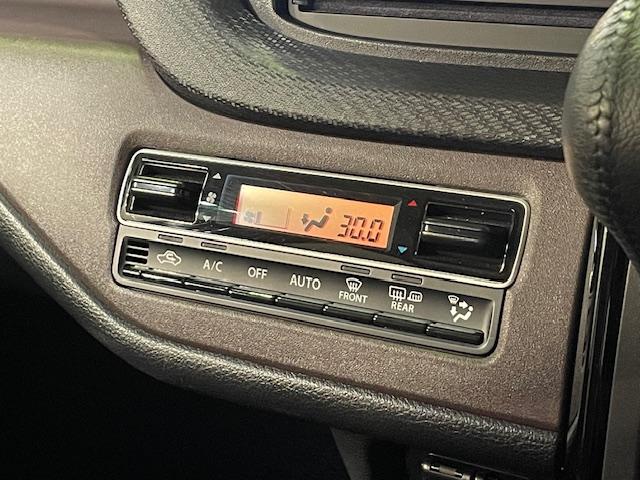 30.0
A/C
OFF
AUTO
FRONT
REAR